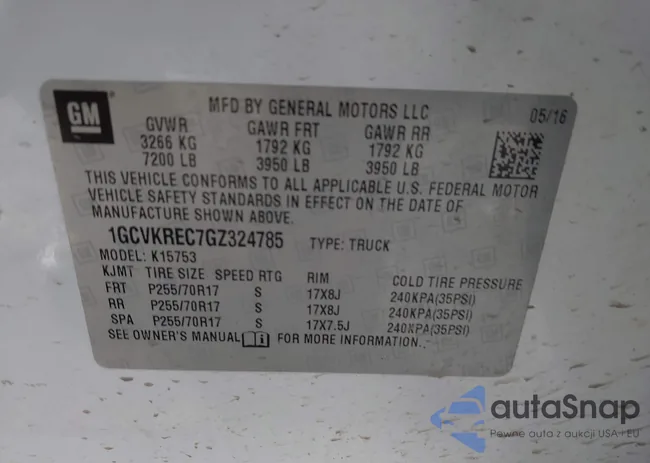 GM
MFD BY GENERAL MOTORS LLC 05/16
GVWR GAWR FRT GAWR RR
3266 KG 1792 KG 1792 KG
7200 LB 3950 LB 3950 LB
THIS VEHICLE CONFORMS TO ALL APPLICABLE U.S. FEDERAL MOTOR
VEHICLE SAFETY STANDARDS IN EFFECT ON THE DATE OF
MANUFACTURE SHOWN ABOVE.
1GCVKREC7GZ324785 TYPE: TRUCK
MODEL: K15753
KJMT TIRE SIZE SPEED RTG RIM COLD TIRE PRESSURE
FRT P255/70R17 S 17X8J 240KPA(35PSI)
RR P255/70R17 S 17X8J 240KPA(35PSI)
SPA P255/70R17 S 17X7.5J 240KPA(35PSI)
SEE OWNER'S MANUAL FOR MORE INFORMATION.
autaSnap
Pewne auta z aukcji USA i EU